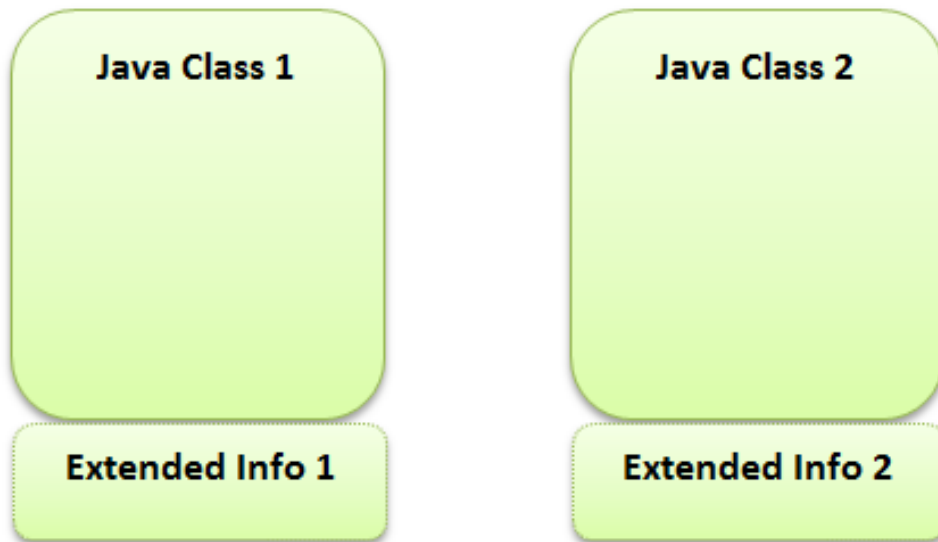 Java Class 1
Java Class 2
Extended Info 1
Extended Info 2